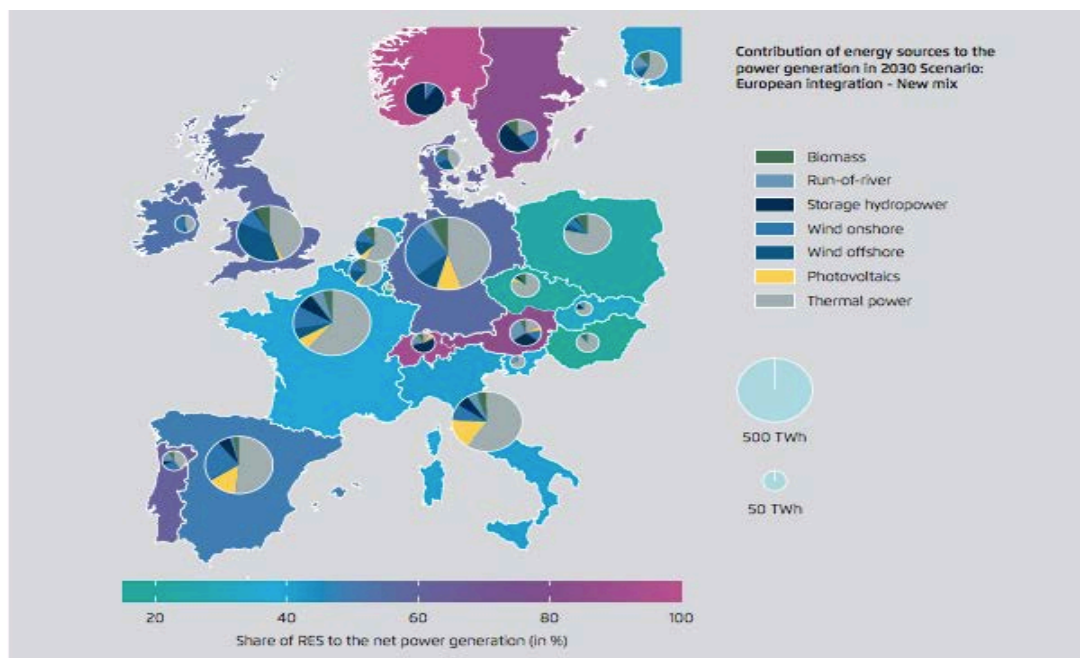 Contribution of energy sources to the
power generation in 2030 Scenario:
European integration - New mix
Biomass
Run-of-river
Storage hydropower
Wind onshore
Wind offshore
Photovoltaics
Thermal power
500 TWh
50 TWh
20 40 60 80 100
Share of RES to the net power generation (in %)